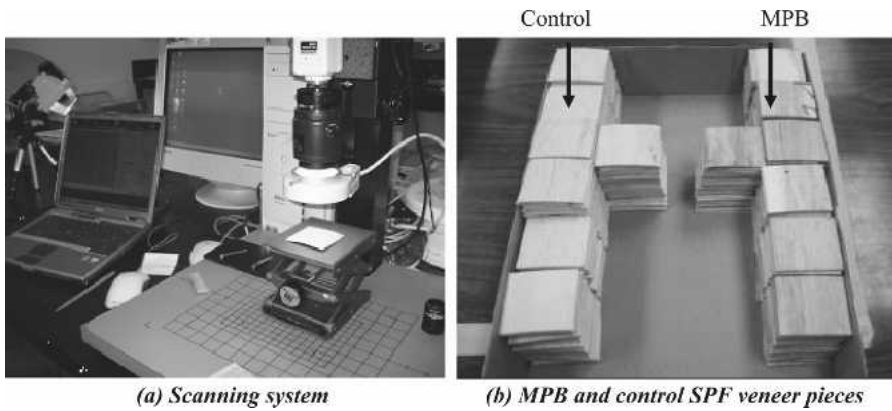 Control MPB
(a) Scanning system (b) MPB and control SPF veneer pieces